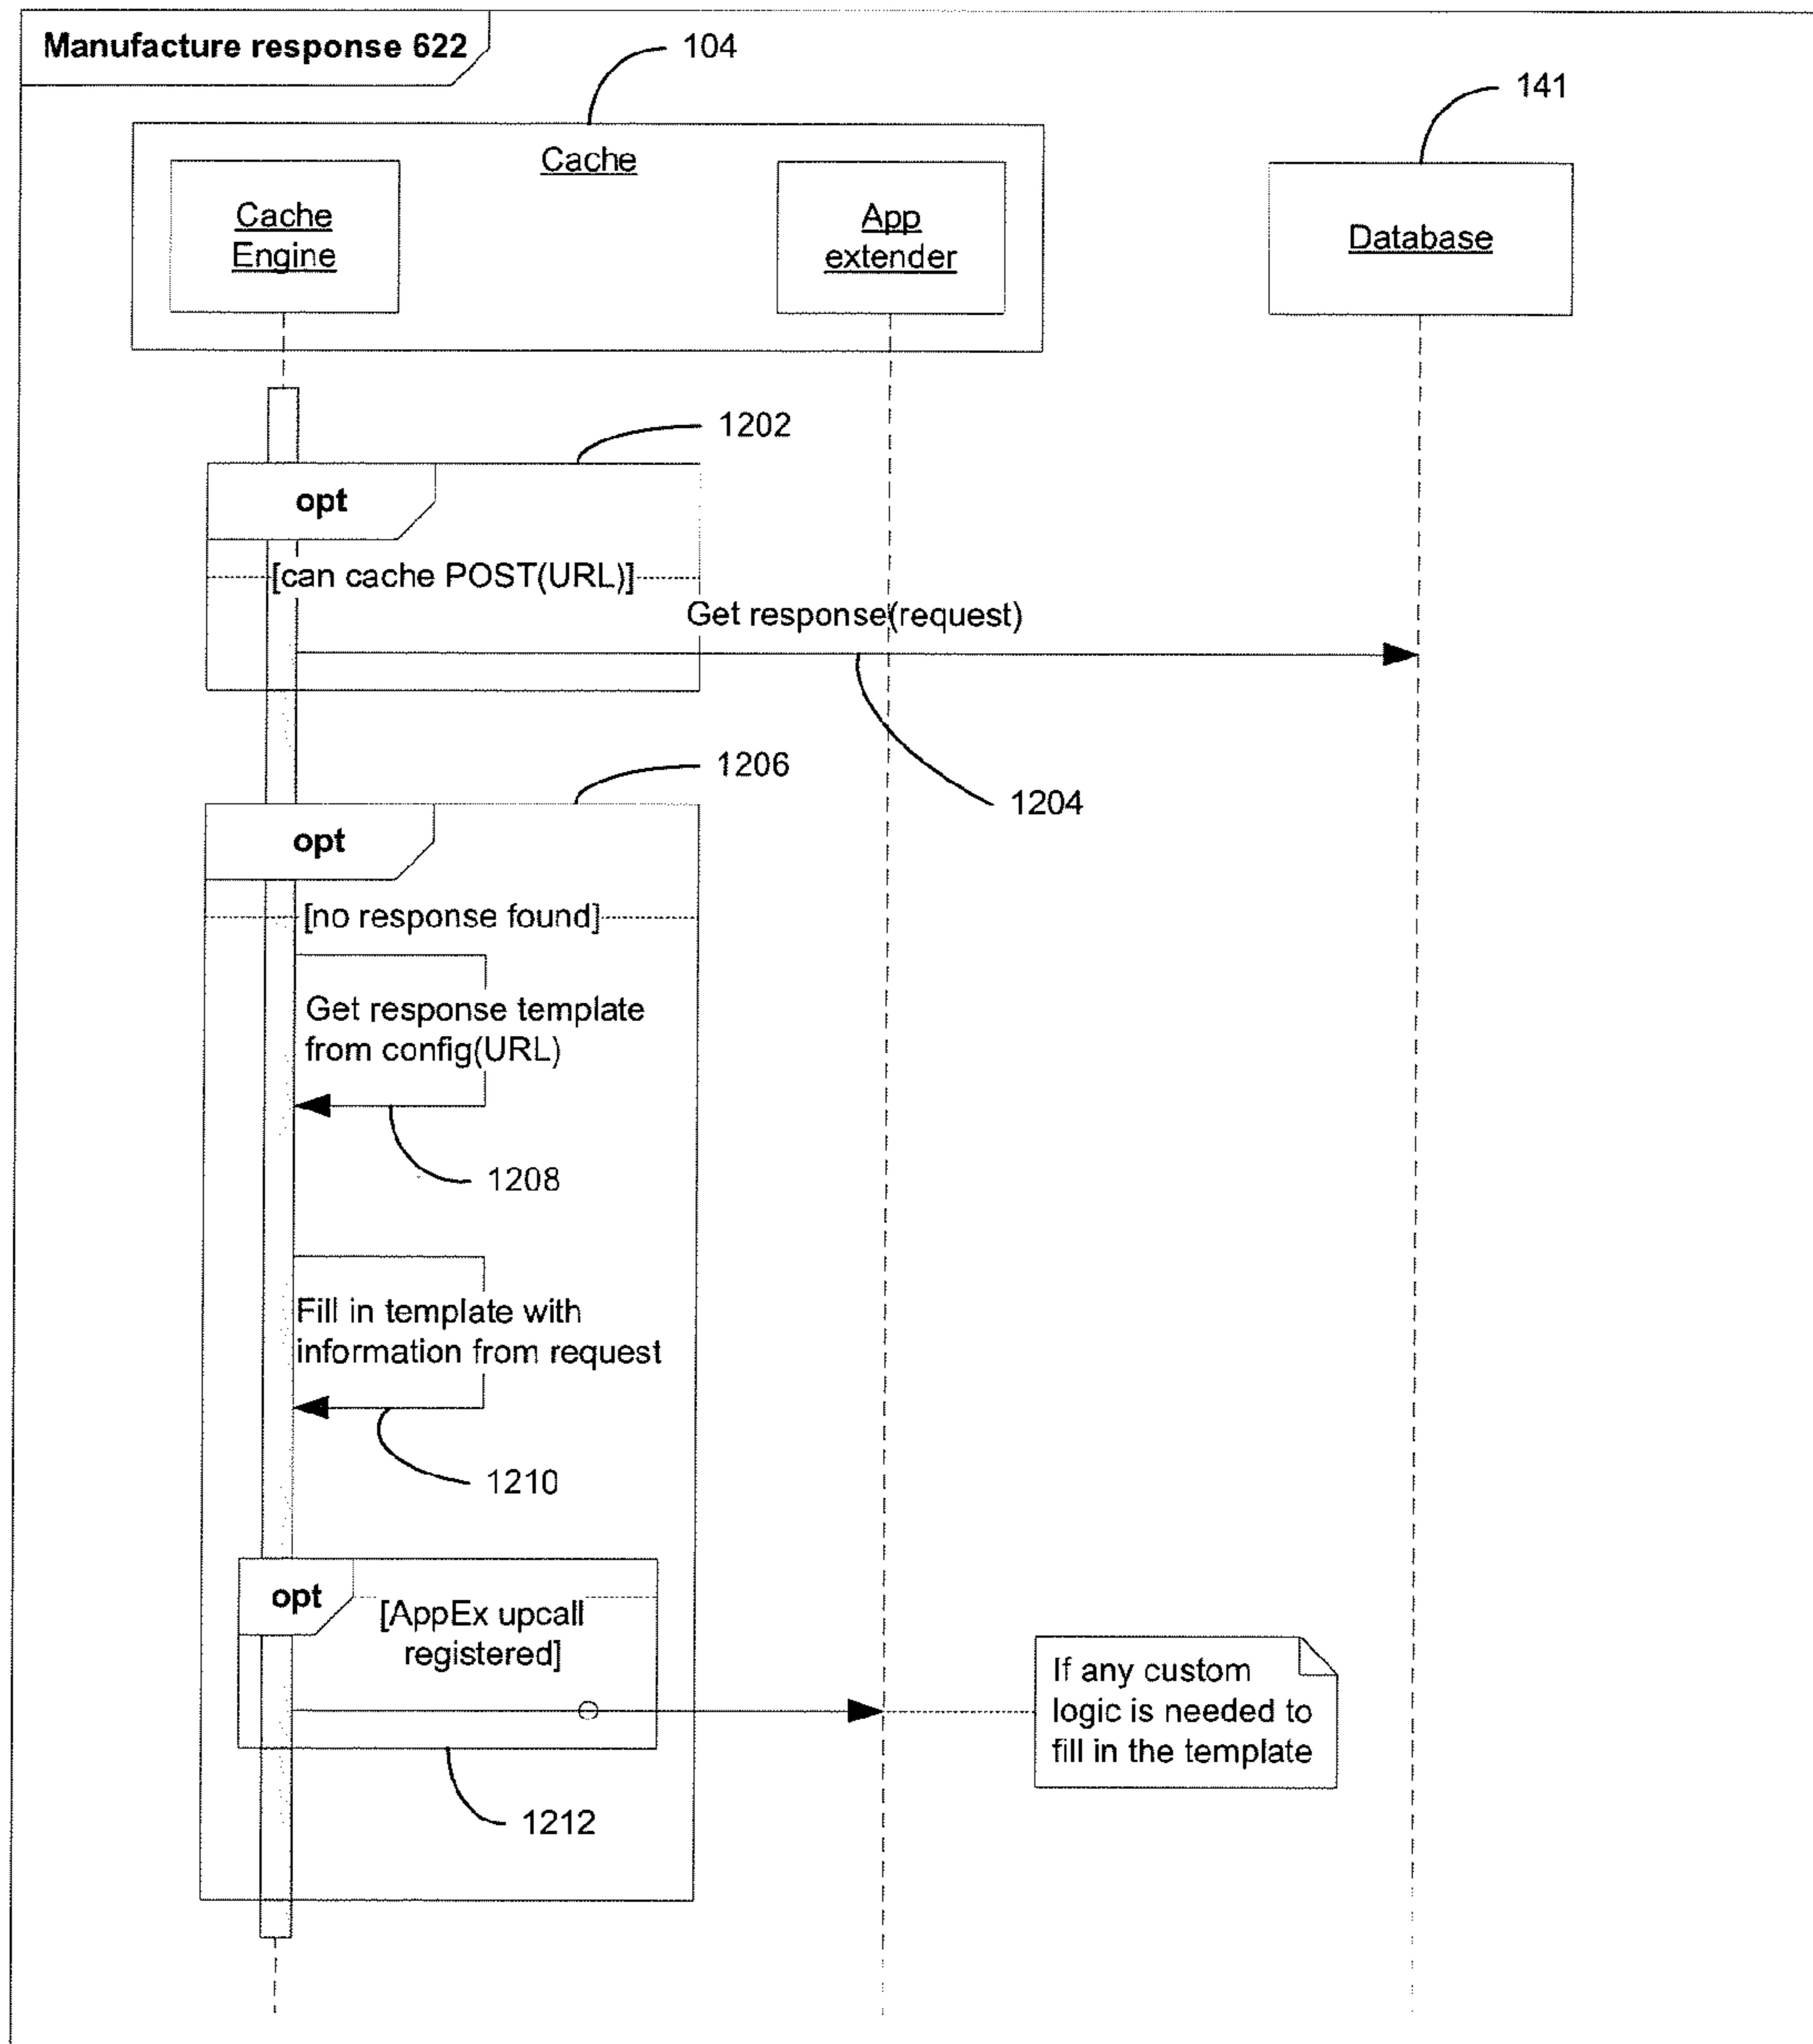 Manufacture response 622
104
141
Cache
Cache
Engine
App
extender
Database
1202
opt
[can cache POST(URL)]
Get response(request)
1204
1206
opt
[no response found]
Get response template
from config(URL)
1208
Fill in template with
information from request
1210
opt
[AppEx upcall
registered]
If any custom
logic is needed to
fill in the template
1212